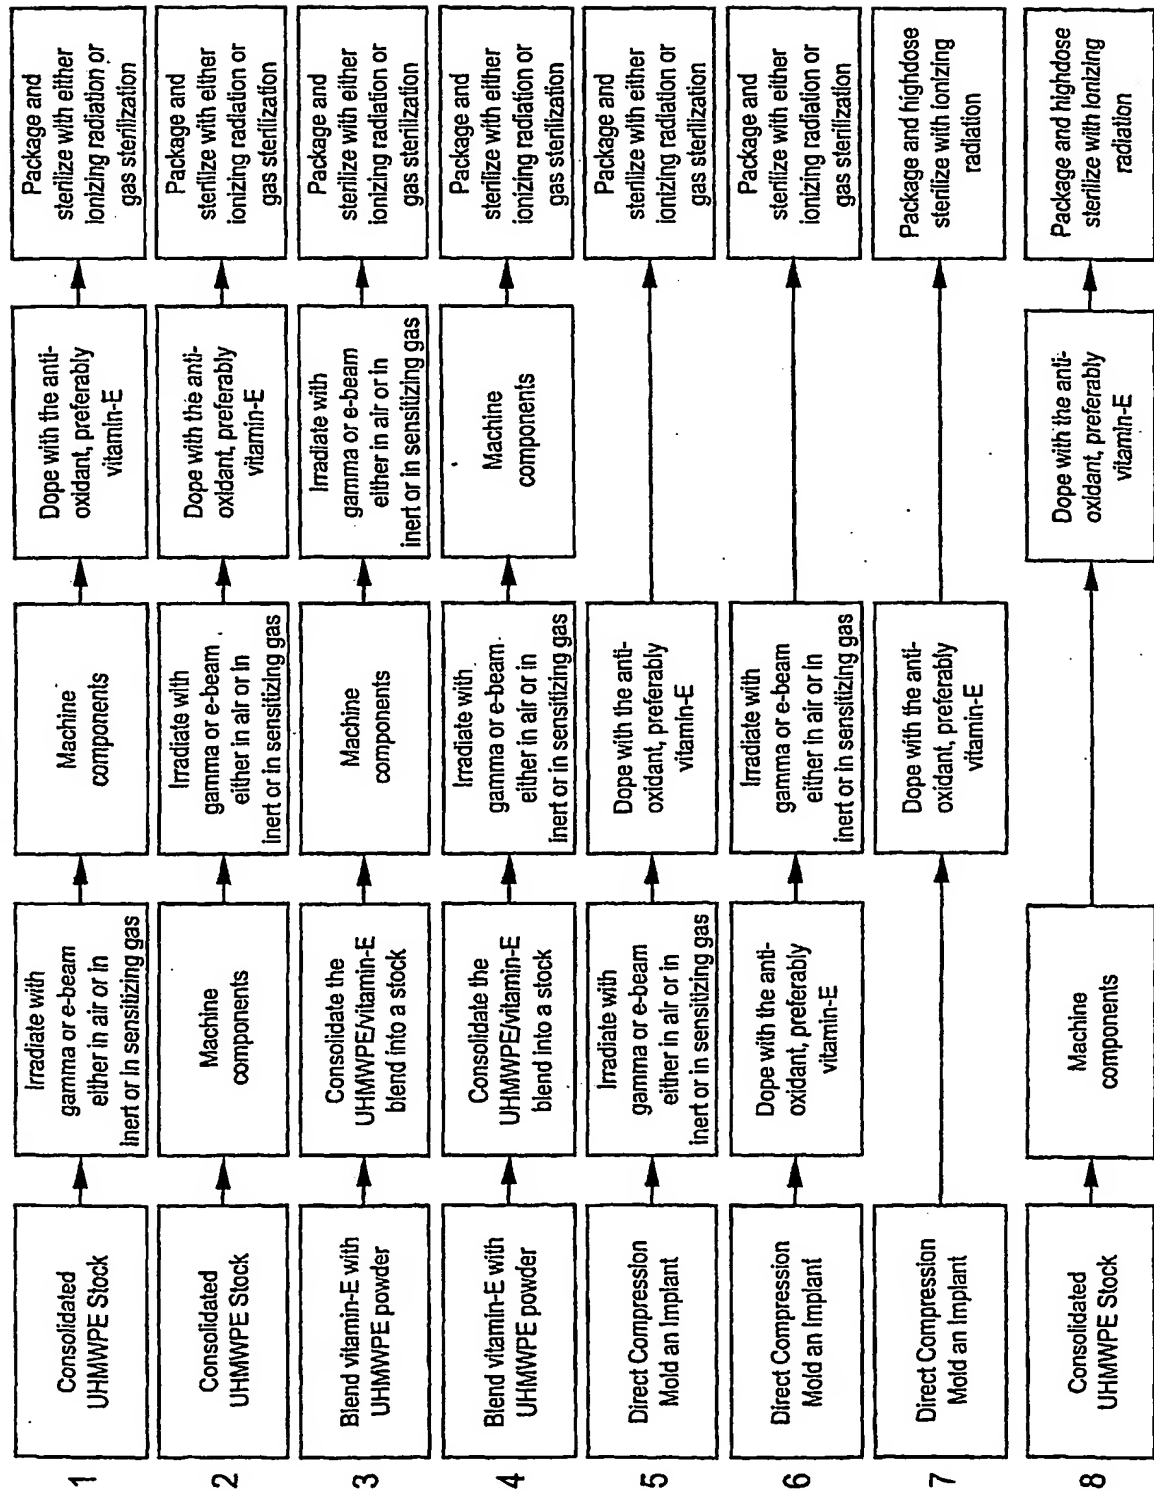 1
Consolidated
UHMWPE Stock
Irradiate with
gamma or e-beam
either in air or in
inert or in sensitizing gas
Machine
components
Dope with the anti-
oxidant, preferably
vitamin-E
Package and
sterilize with either
ionizing radiation or
gas sterilization
2
Consolidated
UHMWPE Stock
Machine
components
Irradiate with
gamma or e-beam
either in air or in
inert or in sensitizing gas
Dope with the anti-
oxidant, preferably
vitamin-E
Package and
sterilize with either
ionizing radiation or
gas sterilization
3
Blend vitamin-E with
UHMWPE powder
Consolidate the
UHMWPE/vitamin-E
blend into a stock
Machine
components
Irradiate with
gamma or e-beam
either in air or in
inert or in sensitizing gas
Package and
sterilize with either
ionizing radiation or
gas sterilization
4
Blend vitamin-E with
UHMWPE powder
Consolidate the
UHMWPE/vitamin-E
blend into a stock
Irradiate with
gamma or e-beam
either in air or in
inert or in sensitizing gas
Machine
components
Package and
sterilize with either
ionizing radiation or
gas sterilization
5
Direct Compression
Mold an Implant
Irradiate with
gamma or e-beam
either in air or in
inert or in sensitizing gas
Dope with the anti-
oxidant, preferably
vitamin-E
Package and
sterilize with either
ionizing radiation or
gas sterilization
6
Direct Compression
Mold an Implant
Dope with the anti-
oxidant, preferably
vitamin-E
Irradiate with
gamma or e-beam
either in air or in
inert or in sensitizing gas
Package and
sterilize with either
ionizing radiation or
gas sterilization
7
Direct Compression
Mold an Implant
Dope with the anti-
oxidant, preferably
vitamin-E
Package and highdose
sterilize with ionizing
radiation
8
Consolidated
UHMWPE Stock
Machine
components
Dope with the anti-
oxidant, preferably
vitamin-E
Package and highdose
sterilize with ionizing
radiation